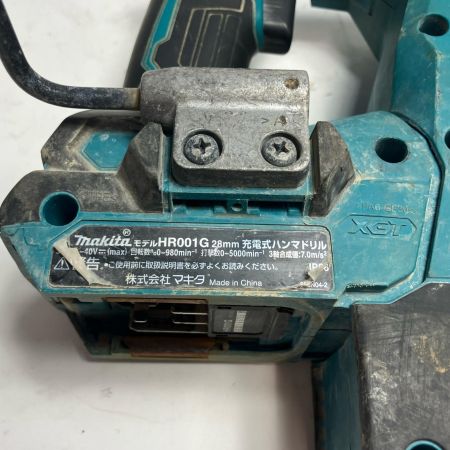 XGT
makita® モデルHR001G 28mm 充電式ハンマドリル
40V⎓(max) 回転数0-980min⁻¹ 打撃数0-5000min⁻¹ 3軸合成値:7.0m/s²
警告 ●ご使用前に取扱説明書を必ずよくお読みください
株式会社 マキタ Made in China